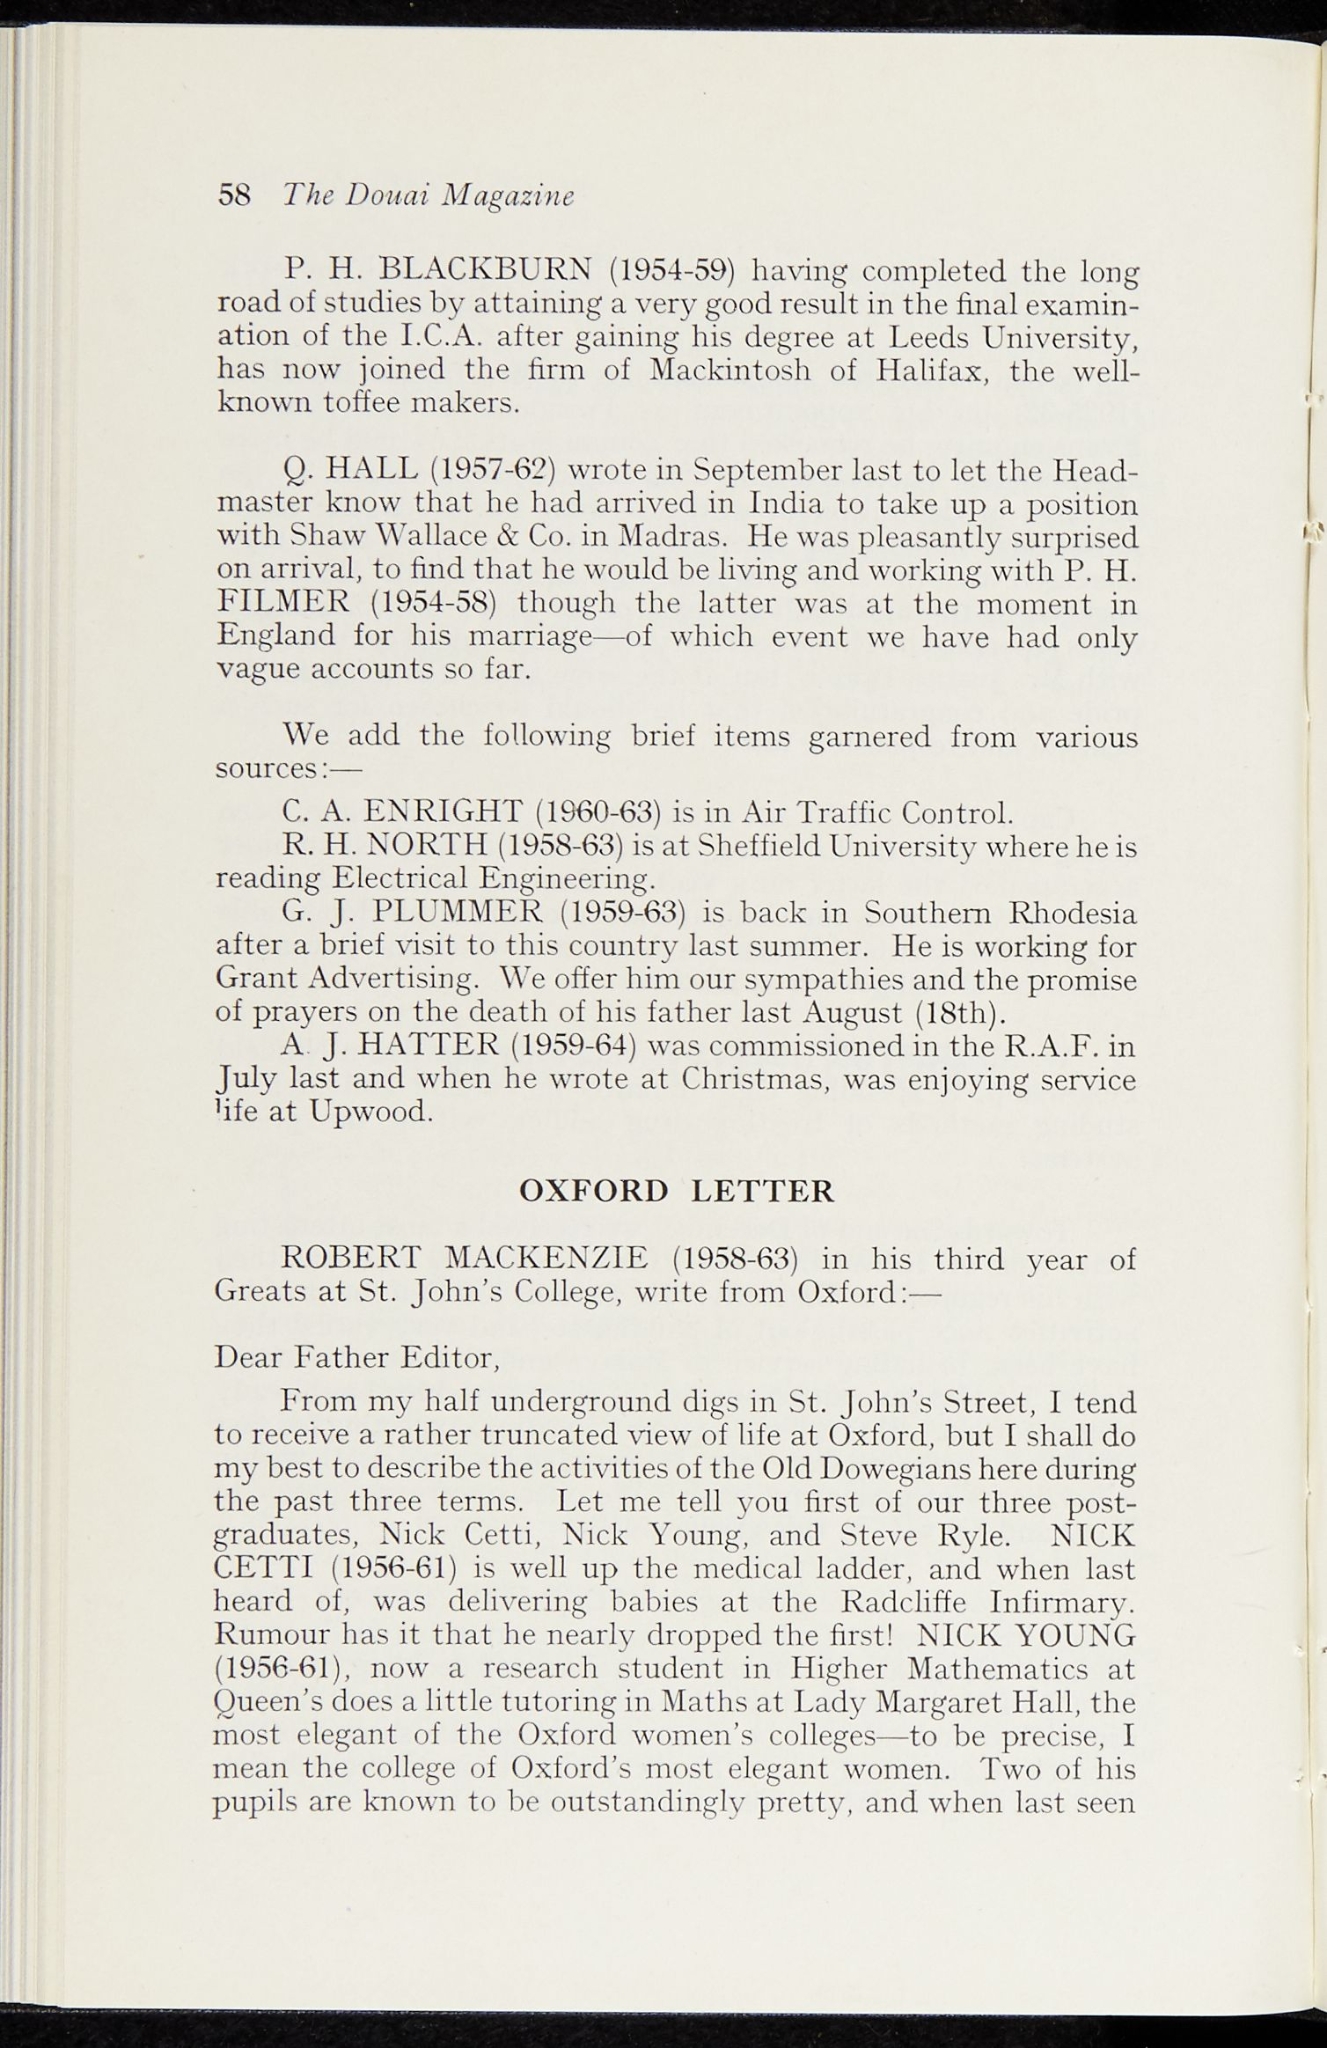 58 The Douai Magazine
P. H. BLACKBURN (1954-59) having completed the long
road of studies by attaining a very good result in the final examin-
ation of the I.C.A. after gaining his degree at Leeds University,
has now joined the firm of Mackintosh of Halifax, the well-
known toffee makers.
Q. HALL (1957-62) wrote in September last to let the Head-
master know that he had arrived in India to take up a position
with Shaw Wallace & Co. in Madras. He was pleasantly surprised
on arrival, to find that he would be living and working with P. H.
FILMER (1954-58) though the latter was at the moment in
England for his marriage—of which event we have had only
vague accounts so far.
We add the following brief items garnered from various
sources:—
C. A. ENRIGHT (1960-63) is in Air Traffic Control.
R. H. NORTH (1958-63) is at Sheffield University where he is
reading Electrical Engineering.
G. J. PLUMMER (1959-63) is back in Southern Rhodesia
after a brief visit to this country last summer. He is working for
Grant Advertising. We offer him our sympathies and the promise
of prayers on the death of his father last August (18th).
A. J. HATTER (1959-64) was commissioned in the R.A.F. in
July last and when he wrote at Christmas, was enjoying service
life at Upwood.
OXFORD LETTER
ROBERT MACKENZIE (1958-63) in his third year of
Greats at St. John's College, write from Oxford:—
Dear Father Editor,
From my half underground digs in St. John's Street, I tend
to receive a rather truncated view of life at Oxford, but I shall do
my best to describe the activities of the Old Dowegians here during
the past three terms. Let me tell you first of our three post-
graduates, Nick Cetti, Nick Young, and Steve Ryle. NICK
CETTI (1956-61) is well up the medical ladder, and when last
heard of, was delivering babies at the Radcliffe Infirmary.
Rumour has it that he nearly dropped the first! NICK YOUNG
(1956-61), now a research student in Higher Mathematics at
Queen's does a little tutoring in Maths at Lady Margaret Hall, the
most elegant of the Oxford women's colleges—to be precise, I
mean the college of Oxford's most elegant women. Two of his
pupils are known to be outstandingly pretty, and when last seen